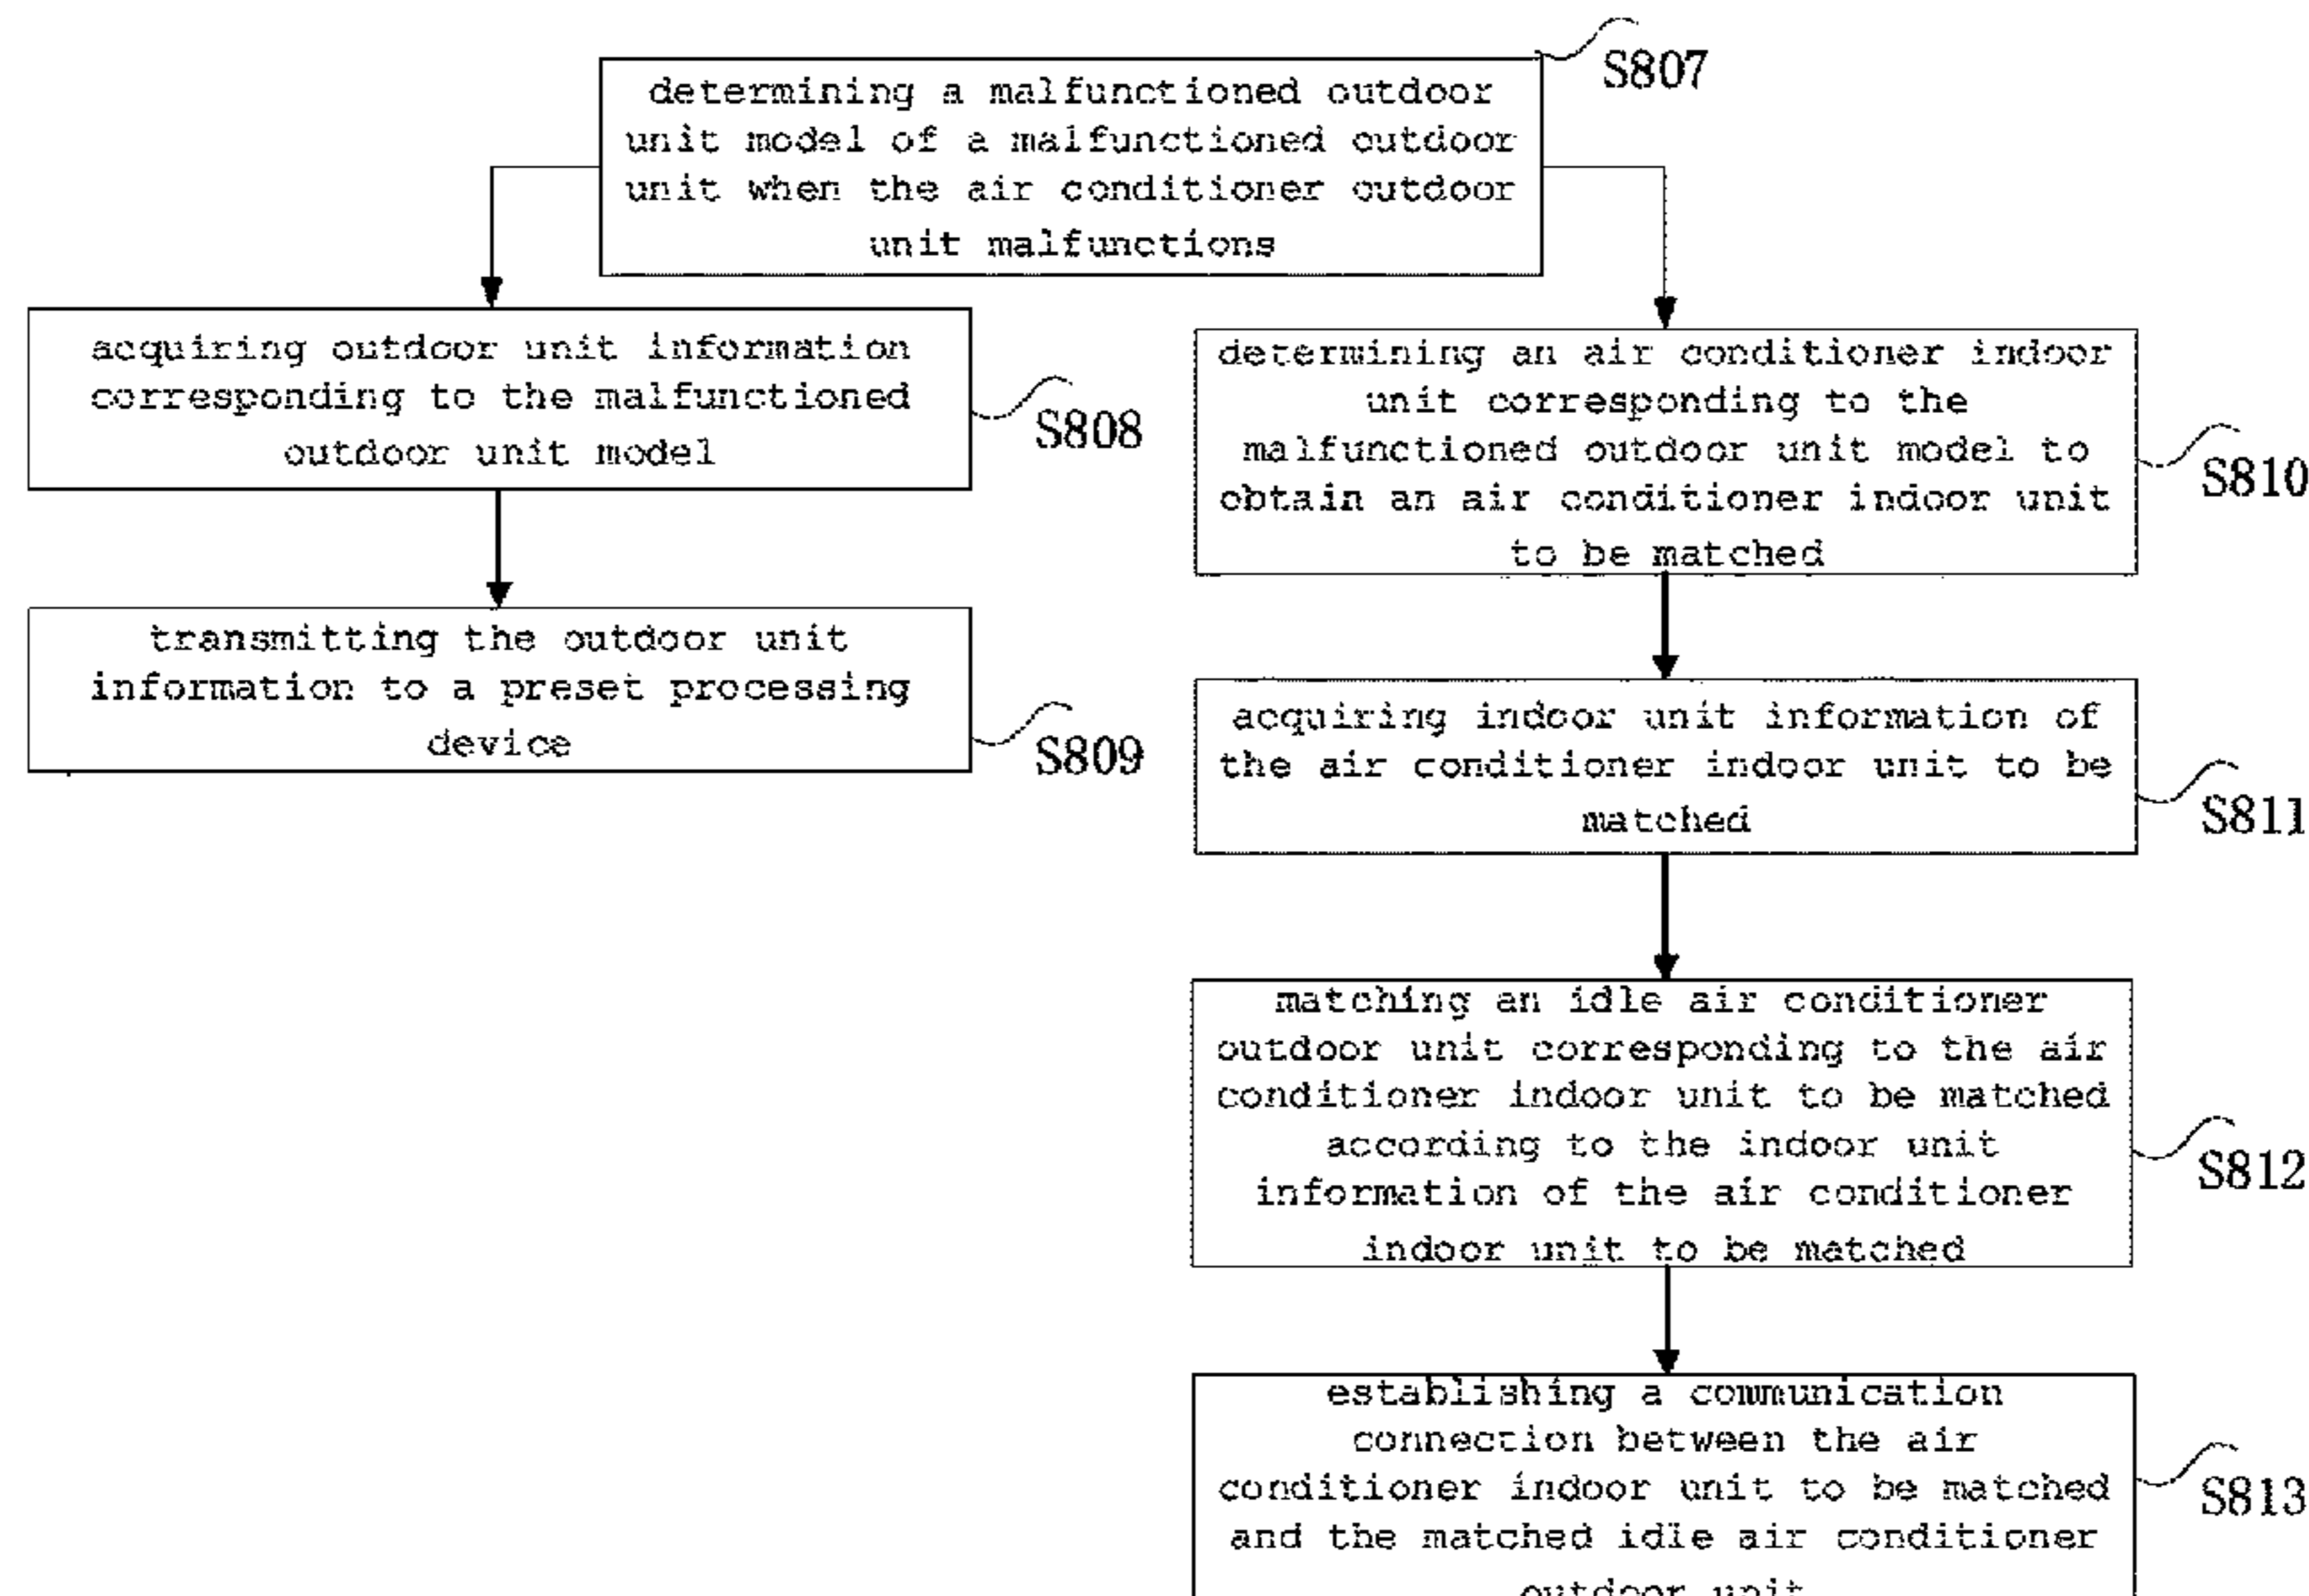 S807
determining a malfunctioned outdoor
unit model of a malfunctioned outdoor
unit when the air conditioner outdoor
unit malfunctions
acquiring outdoor unit information
corresponding to the malfunctioned
outdoor unit model
S808
transmitting the outdoor unit
information to a preset processing
device
S809
determining an air conditioner indoor
unit corresponding to the
malfunctioned outdoor unit model to
obtain an air conditioner indoor unit
to be matched
S810
acquiring indoor unit information of
the air conditioner indoor unit to be
matched
S811
matching an idle air conditioner
outdoor unit corresponding to the air
conditioner indoor unit to be matched
according to the indoor unit
information of the air conditioner
indoor unit to be matched
S812
establishing a communication
connection between the air
conditioner indoor unit to be matched
and the matched idle air conditioner
outdoor unit
S813